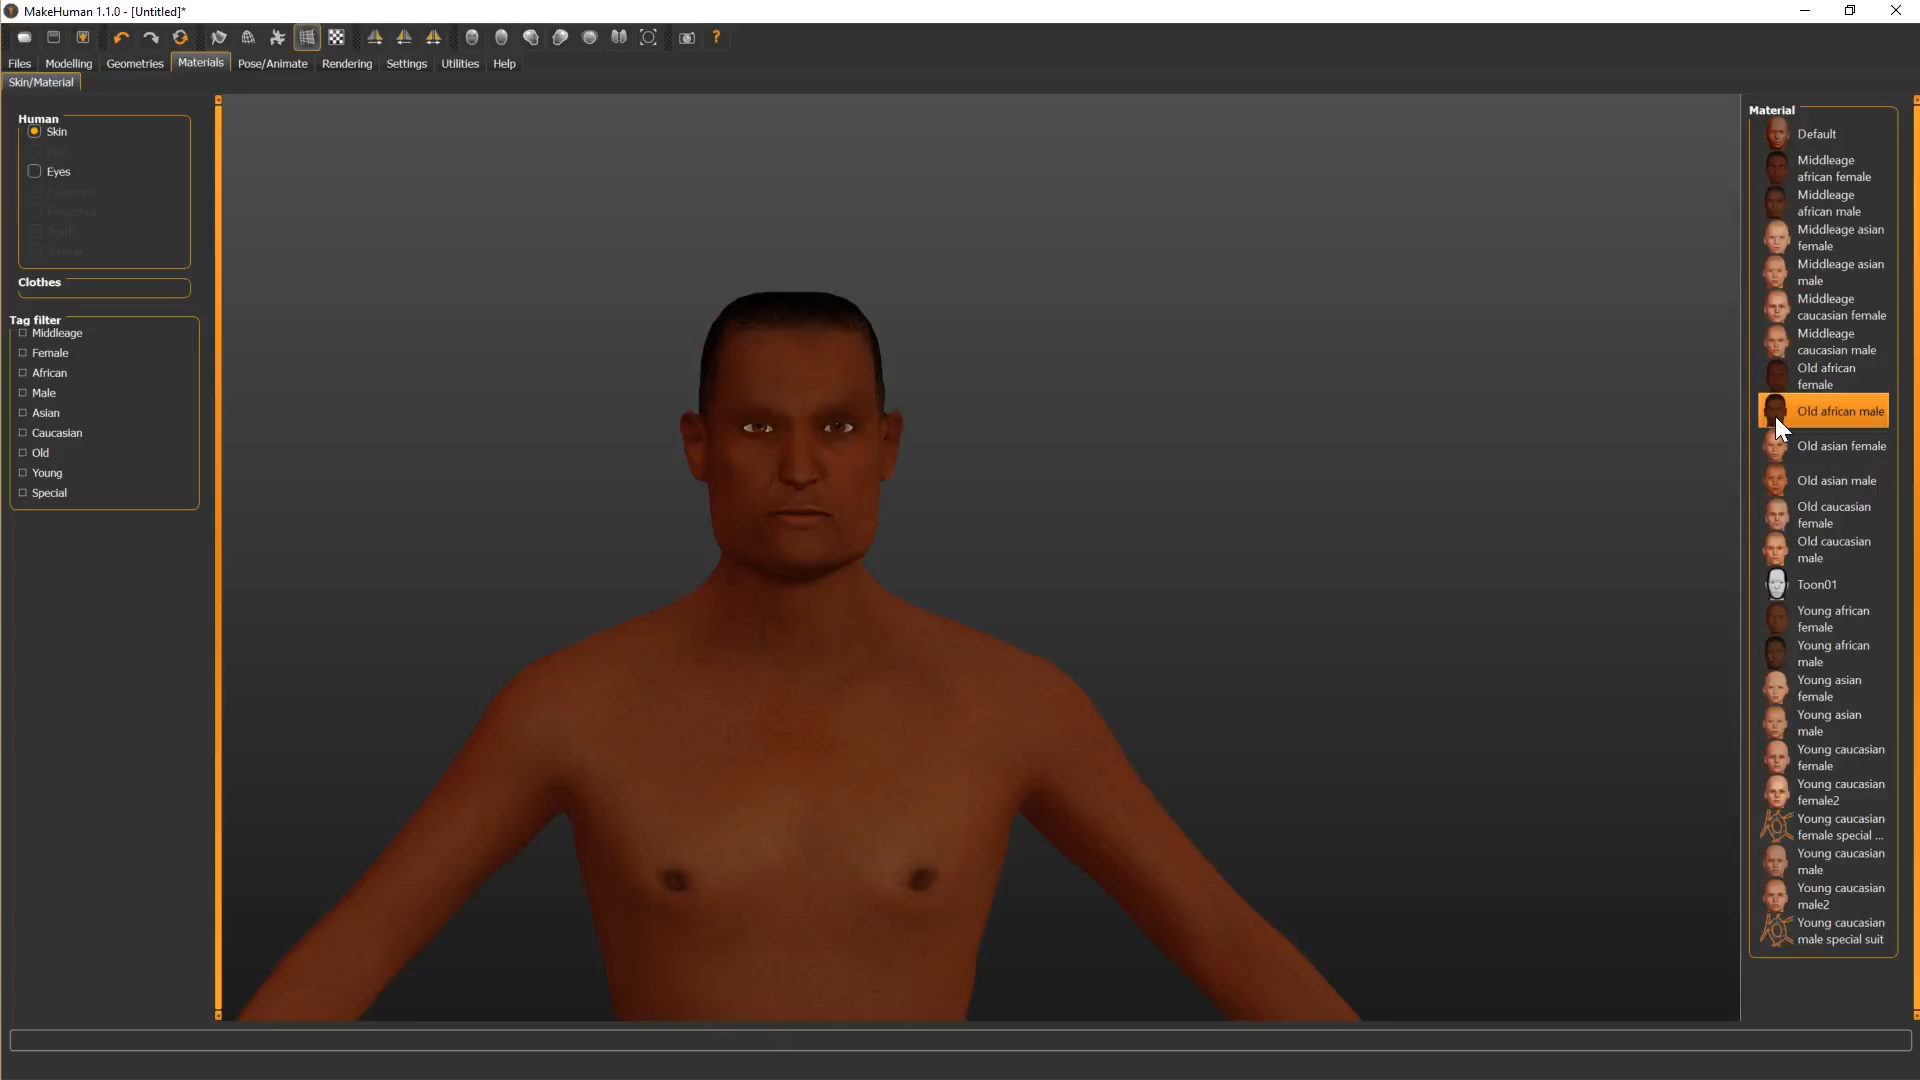 MakeHuman 1.1.0 - [Untitled]*
Files Modelling Geometries Materials Pose/Animate Rendering Settings Utilities Help
Skin/Material
Human
Skin
Eyes
Eyelashes
Teeth
Clothes
Tag filter
Middleage
Female
African
Male
Asian
Caucasian
Old
Young
Special
Material
Default
Middleage
african female
Middleage
african male
Middleage asian
female
Middleage asian
male
Middleage
caucasian female
Middleage
caucasian male
Old african
female
Old african male
Old asian female
Old asian male
Old caucasian
female
Old caucasian
male
Toon01
Young african
female
Young african
male
Young asian
female
Young asian
male
Young caucasian
female
Young caucasian
female2
Young caucasian
female special ...
Young caucasian
male
Young caucasian
male2
Young caucasian
male special suit